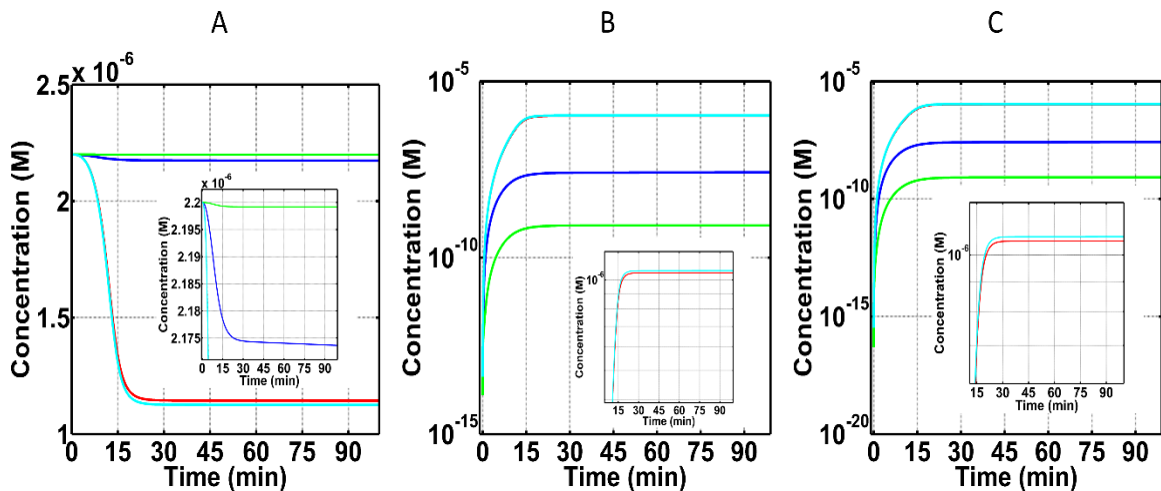 A
B
C
x 10⁻⁶
2.5
2
1.5
1
Concentration (M)
0 15 30 45 60 75 90
Time (min)
x 10⁻⁶
2.2
2.195
2.19
2.185
2.18
2.175
Concentration (M)
0 15 30 45 60 75 90
Time (min)
10⁻⁵
10⁻¹⁰
10⁻¹⁵
Concentration (M)
0 15 30 45 60 75 90
Time (min)
10⁻⁶
Concentration (M)
15 30 45 60 75 90
Time (min)
10⁻⁵
10⁻¹⁰
10⁻¹⁵
10⁻²⁰
Concentration (M)
0 15 30 45 60 75 90
Time (min)
10⁻⁶
Concentration (M)
15 30 45 60 75 90
Time (min)